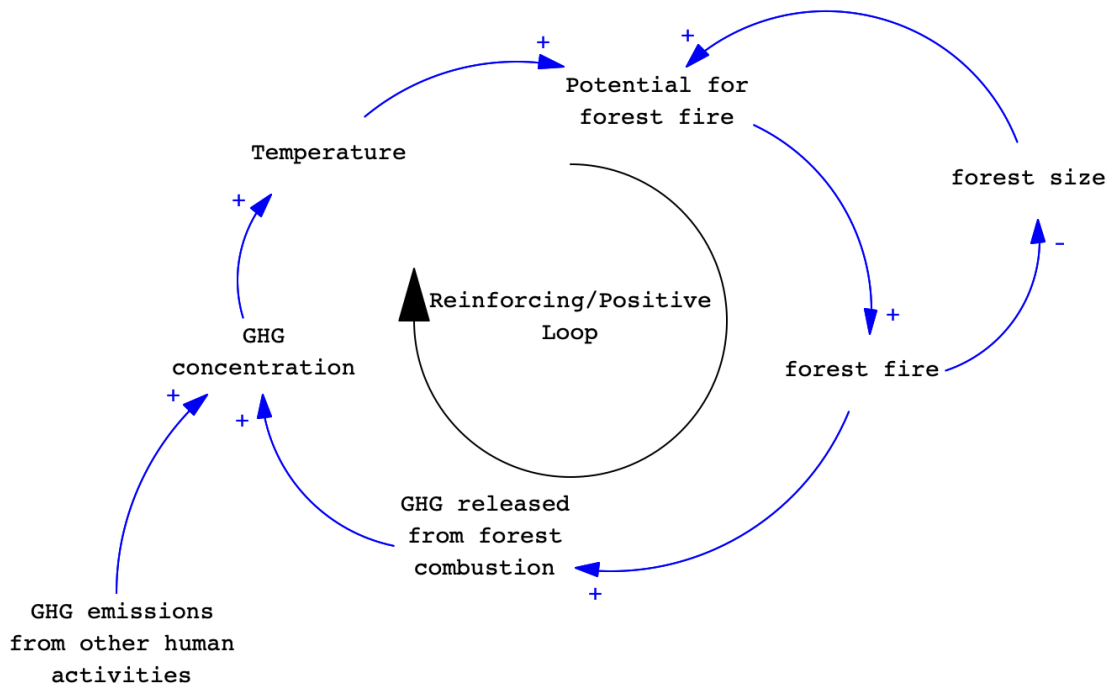 +
+
Potential for
forest fire
Temperature
forest size
+
-
Reinforcing/Positive
Loop
+
GHG
concentration
forest fire
+
+
GHG released
from forest
combustion
+
GHG emissions
from other human
activities